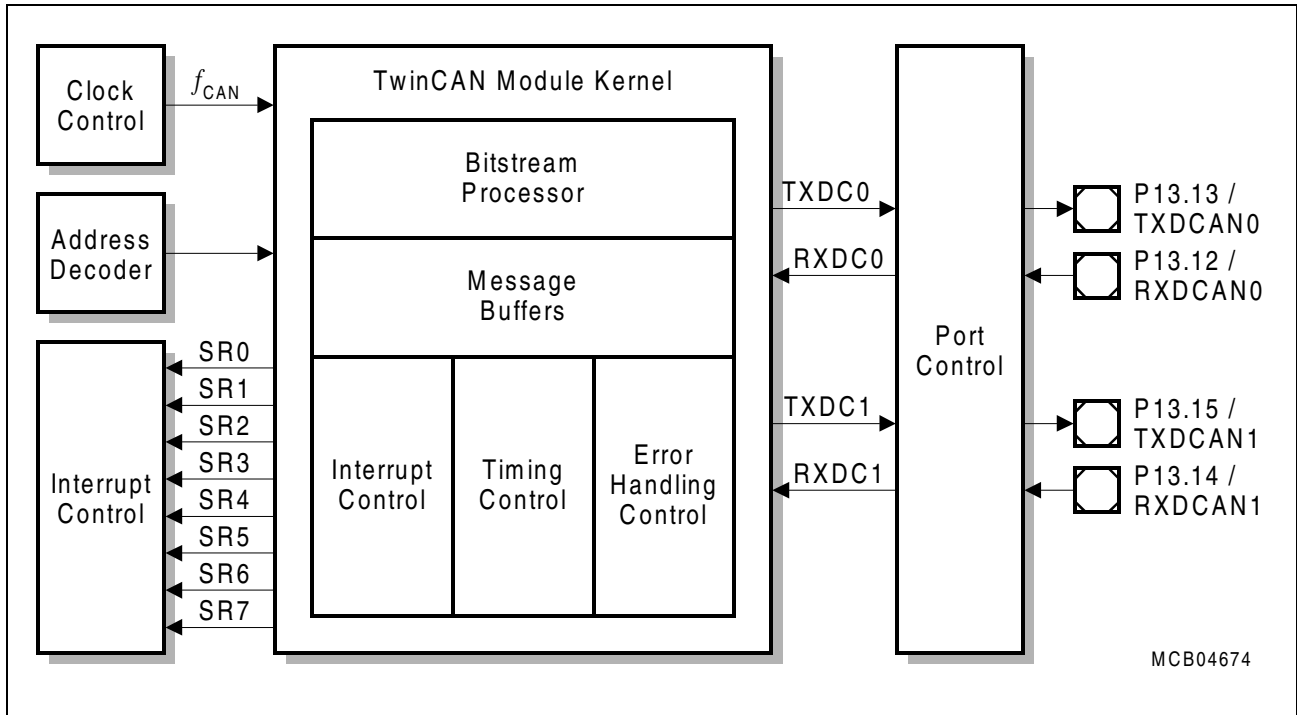 Clock
Control
fCAN
Address
Decoder
Interrupt
Control
SR0
SR1
SR2
SR3
SR4
SR5
SR6
SR7
TwinCAN Module Kernel
Bitstream
Processor
Message
Buffers
Interrupt
Control
Timing
Control
Error
Handling
Control
TXDC0
RXDC0
TXDC1
RXDC1
Port
Control
P13.13 /
TXDCAN0
P13.12 /
RXDCAN0
P13.15 /
TXDCAN1
P13.14 /
RXDCAN1
MCB04674